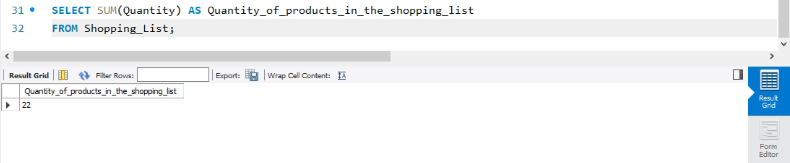 31 SELECT SUM(Quantity) AS Quantity_of_products_in_the_shopping_list
32 FROM Shopping_List;
Result Grid Filter Rows: Export: Wrap Cell Content:
Quantity_of_products_in_the_shopping_list
22
Result
Grid
Form
Editor